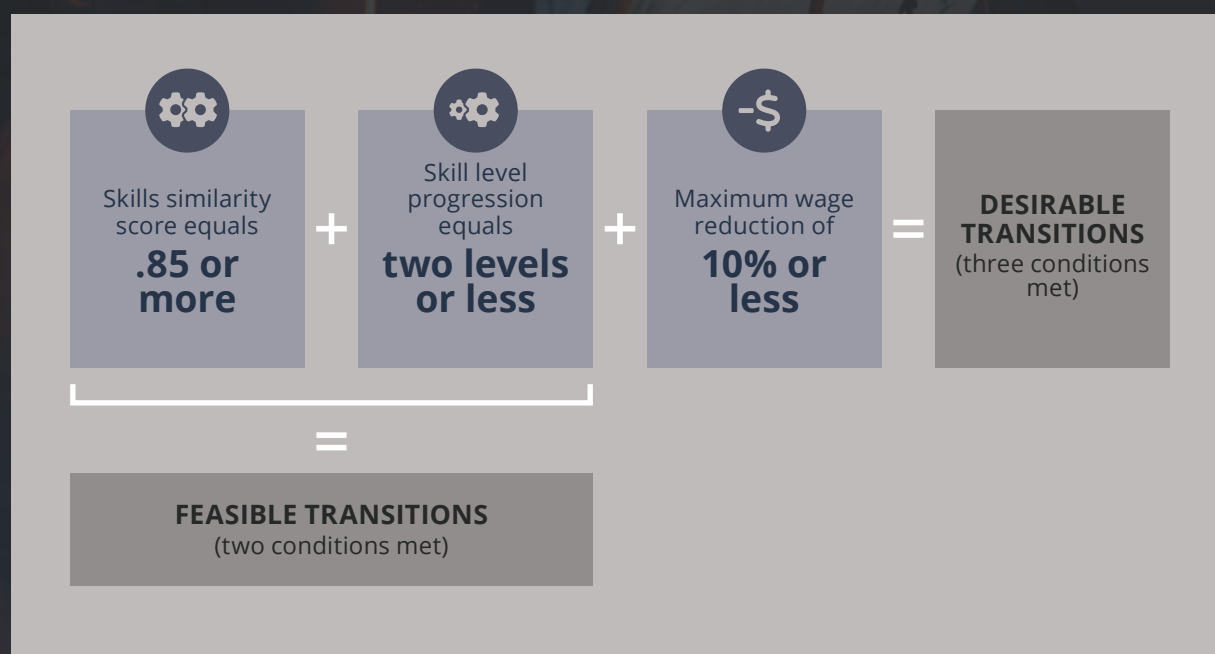 Skills similarity
score equals
.85 or
more
+
Skill level
progression
equals
two levels
or less
+
-$
Maximum wage
reduction of
10% or
less
=
DESIRABLE
TRANSITIONS
(three conditions
met)
=
FEASIBLE TRANSITIONS
(two conditions met)